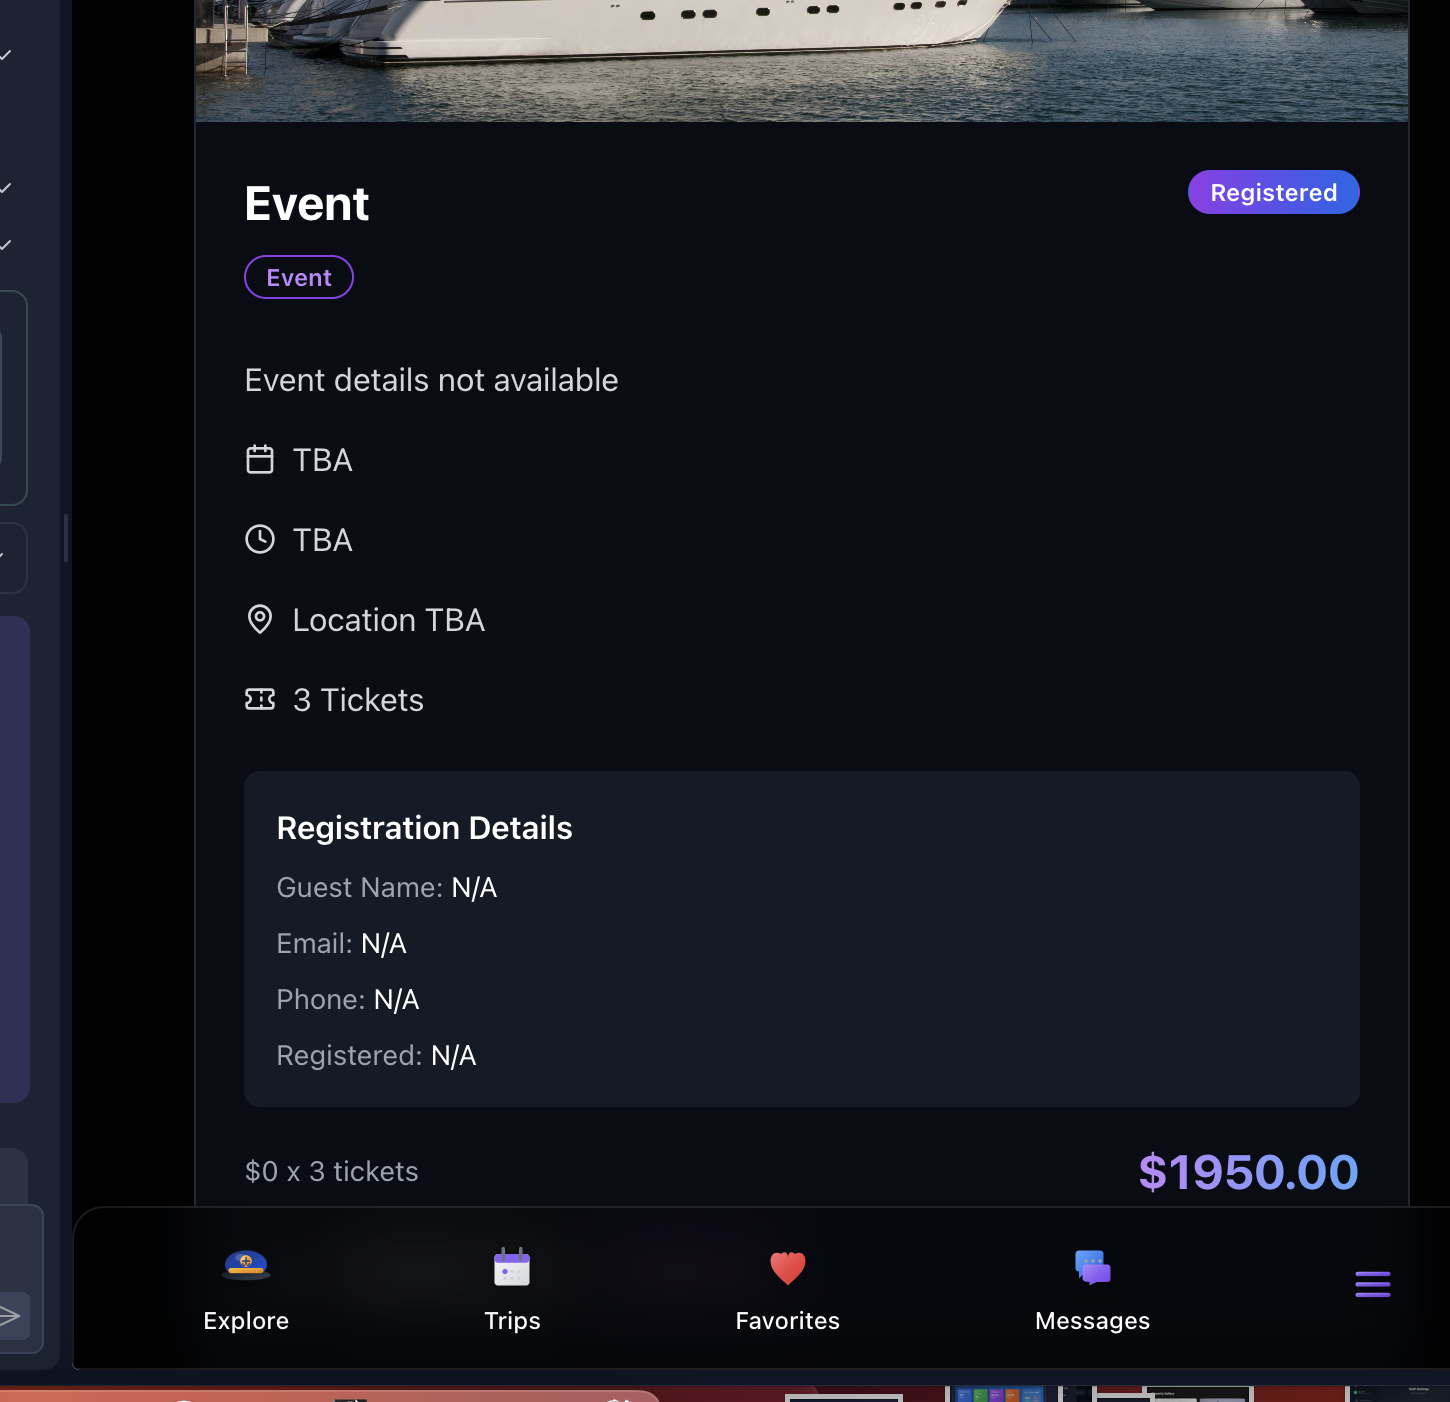 Event
Registered
Event
Event details not available
TBA
TBA
Location TBA
3 Tickets
Registration Details
Guest Name: N/A
Email: N/A
Phone: N/A
Registered: N/A
$0 x 3 tickets
$1950.00
Explore
Trips
Favorites
Messages